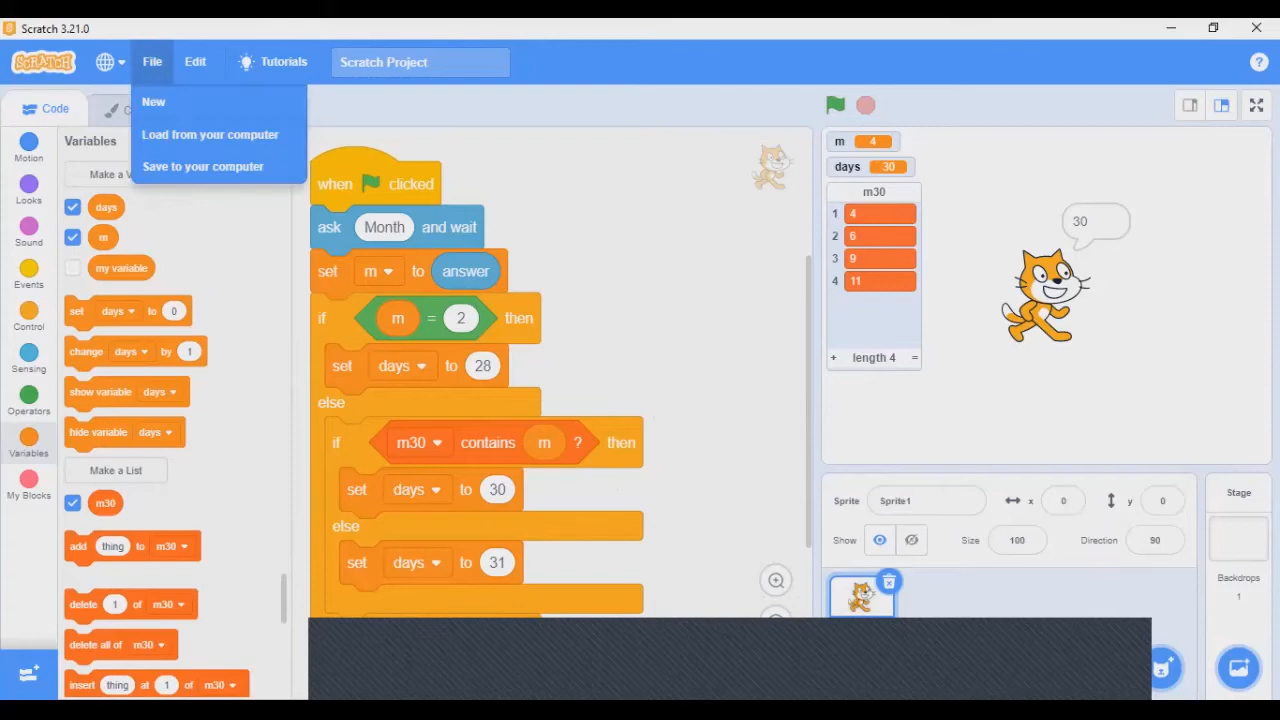 Scratch 3.21.0
SCRATCH
File
Edit
Tutorials
Scratch Project
?
New
Load from your computer
Save to your computer
Code
C
Variables
Make a V
Motion
Looks
Sound
Events
Control
Sensing
Operators
Variables
My Blocks
days
m
my variable
set days to 0
change days by 1
show variable days
hide variable days
Make a List
m30
add thing to m30
delete 1 of m30
delete all of m30
insert thing at 1 of m30
when clicked
ask Month and wait
set m to answer
if m = 2 then
set days to 28
else
if m30 contains m ? then
set days to 30
else
set days to 31
m 4
days 30
m30
1 4
2 6
3 9
4 11
+ length 4 =
30
Sprite Sprite1 x 0 y 0
Show Size 100 Direction 90
Stage
Backdrops
1